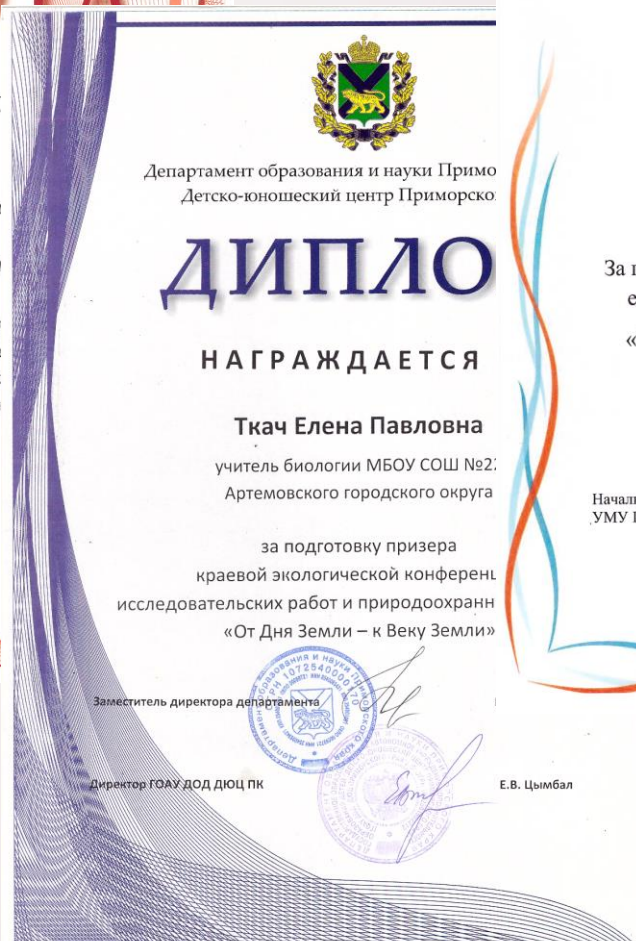 Департамент образования и науки Примо
Детско-юношеский центр Приморско
ДИПЛО
НАГРАЖДАЕТСЯ
Ткач Елена Павловна
учитель биологии МБОУ СОШ №22
Артемовского городского округа
за подготовку призера
краевой экологической конферен
исследовательских работ и природоохранн
«От Дня Земли – к Веку Земли»
Заместитель директора департамента
Директор ГОАУ ДОД ДЮЦ ПК
Е.В. Цымбал
За
«
Началь
УМУ